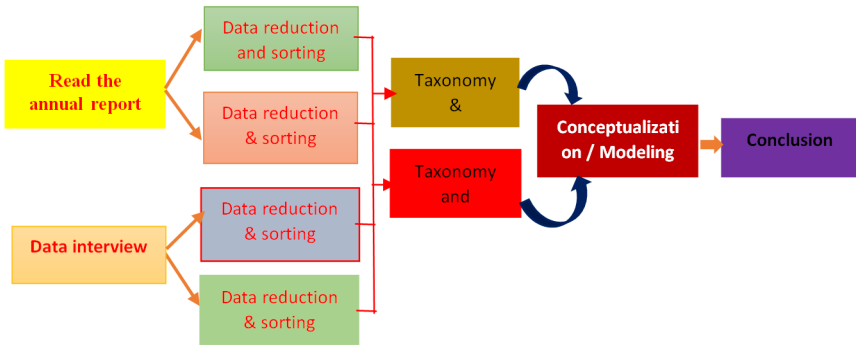 Data reduction
and sorting
Read the
annual report
Data reduction
& sorting
Data interview
Data reduction
& sorting
Data reduction
& sorting
Taxonomy
&
Taxonomy
and
Conceptualizati
on / Modeling
Conclusion